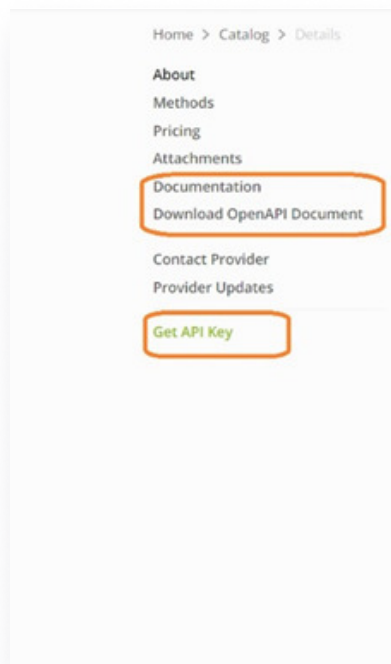 Home > Catalog > Details
About
Methods
Pricing
Attachments
Documentation
Download OpenAPI Document
Contact Provider
Provider Updates
Get API Key